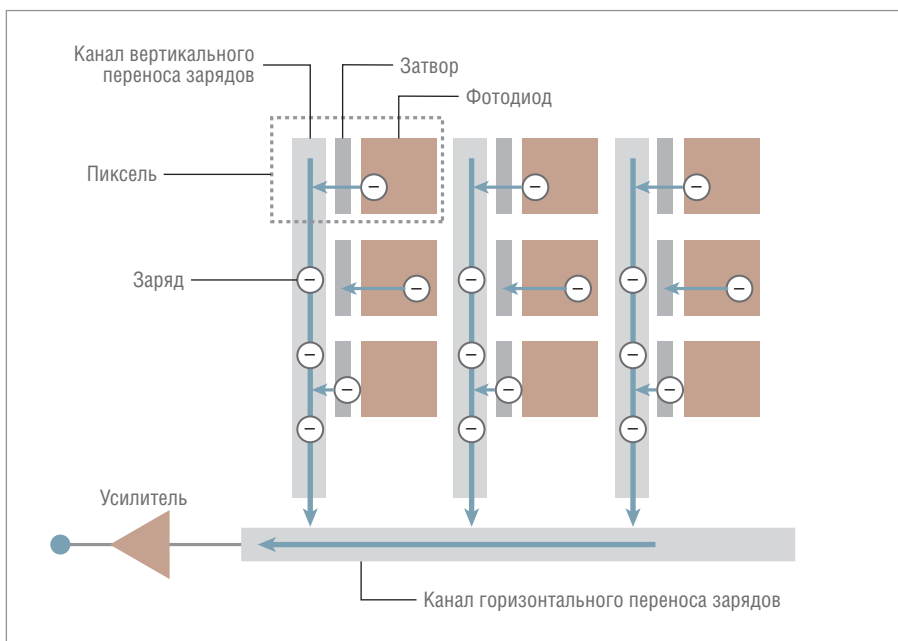 Канал вертикального
переноса зарядов
Затвор
Фотодиод
Пиксель
Заряд
Усилитель
Канал горизонтального переноса зарядов